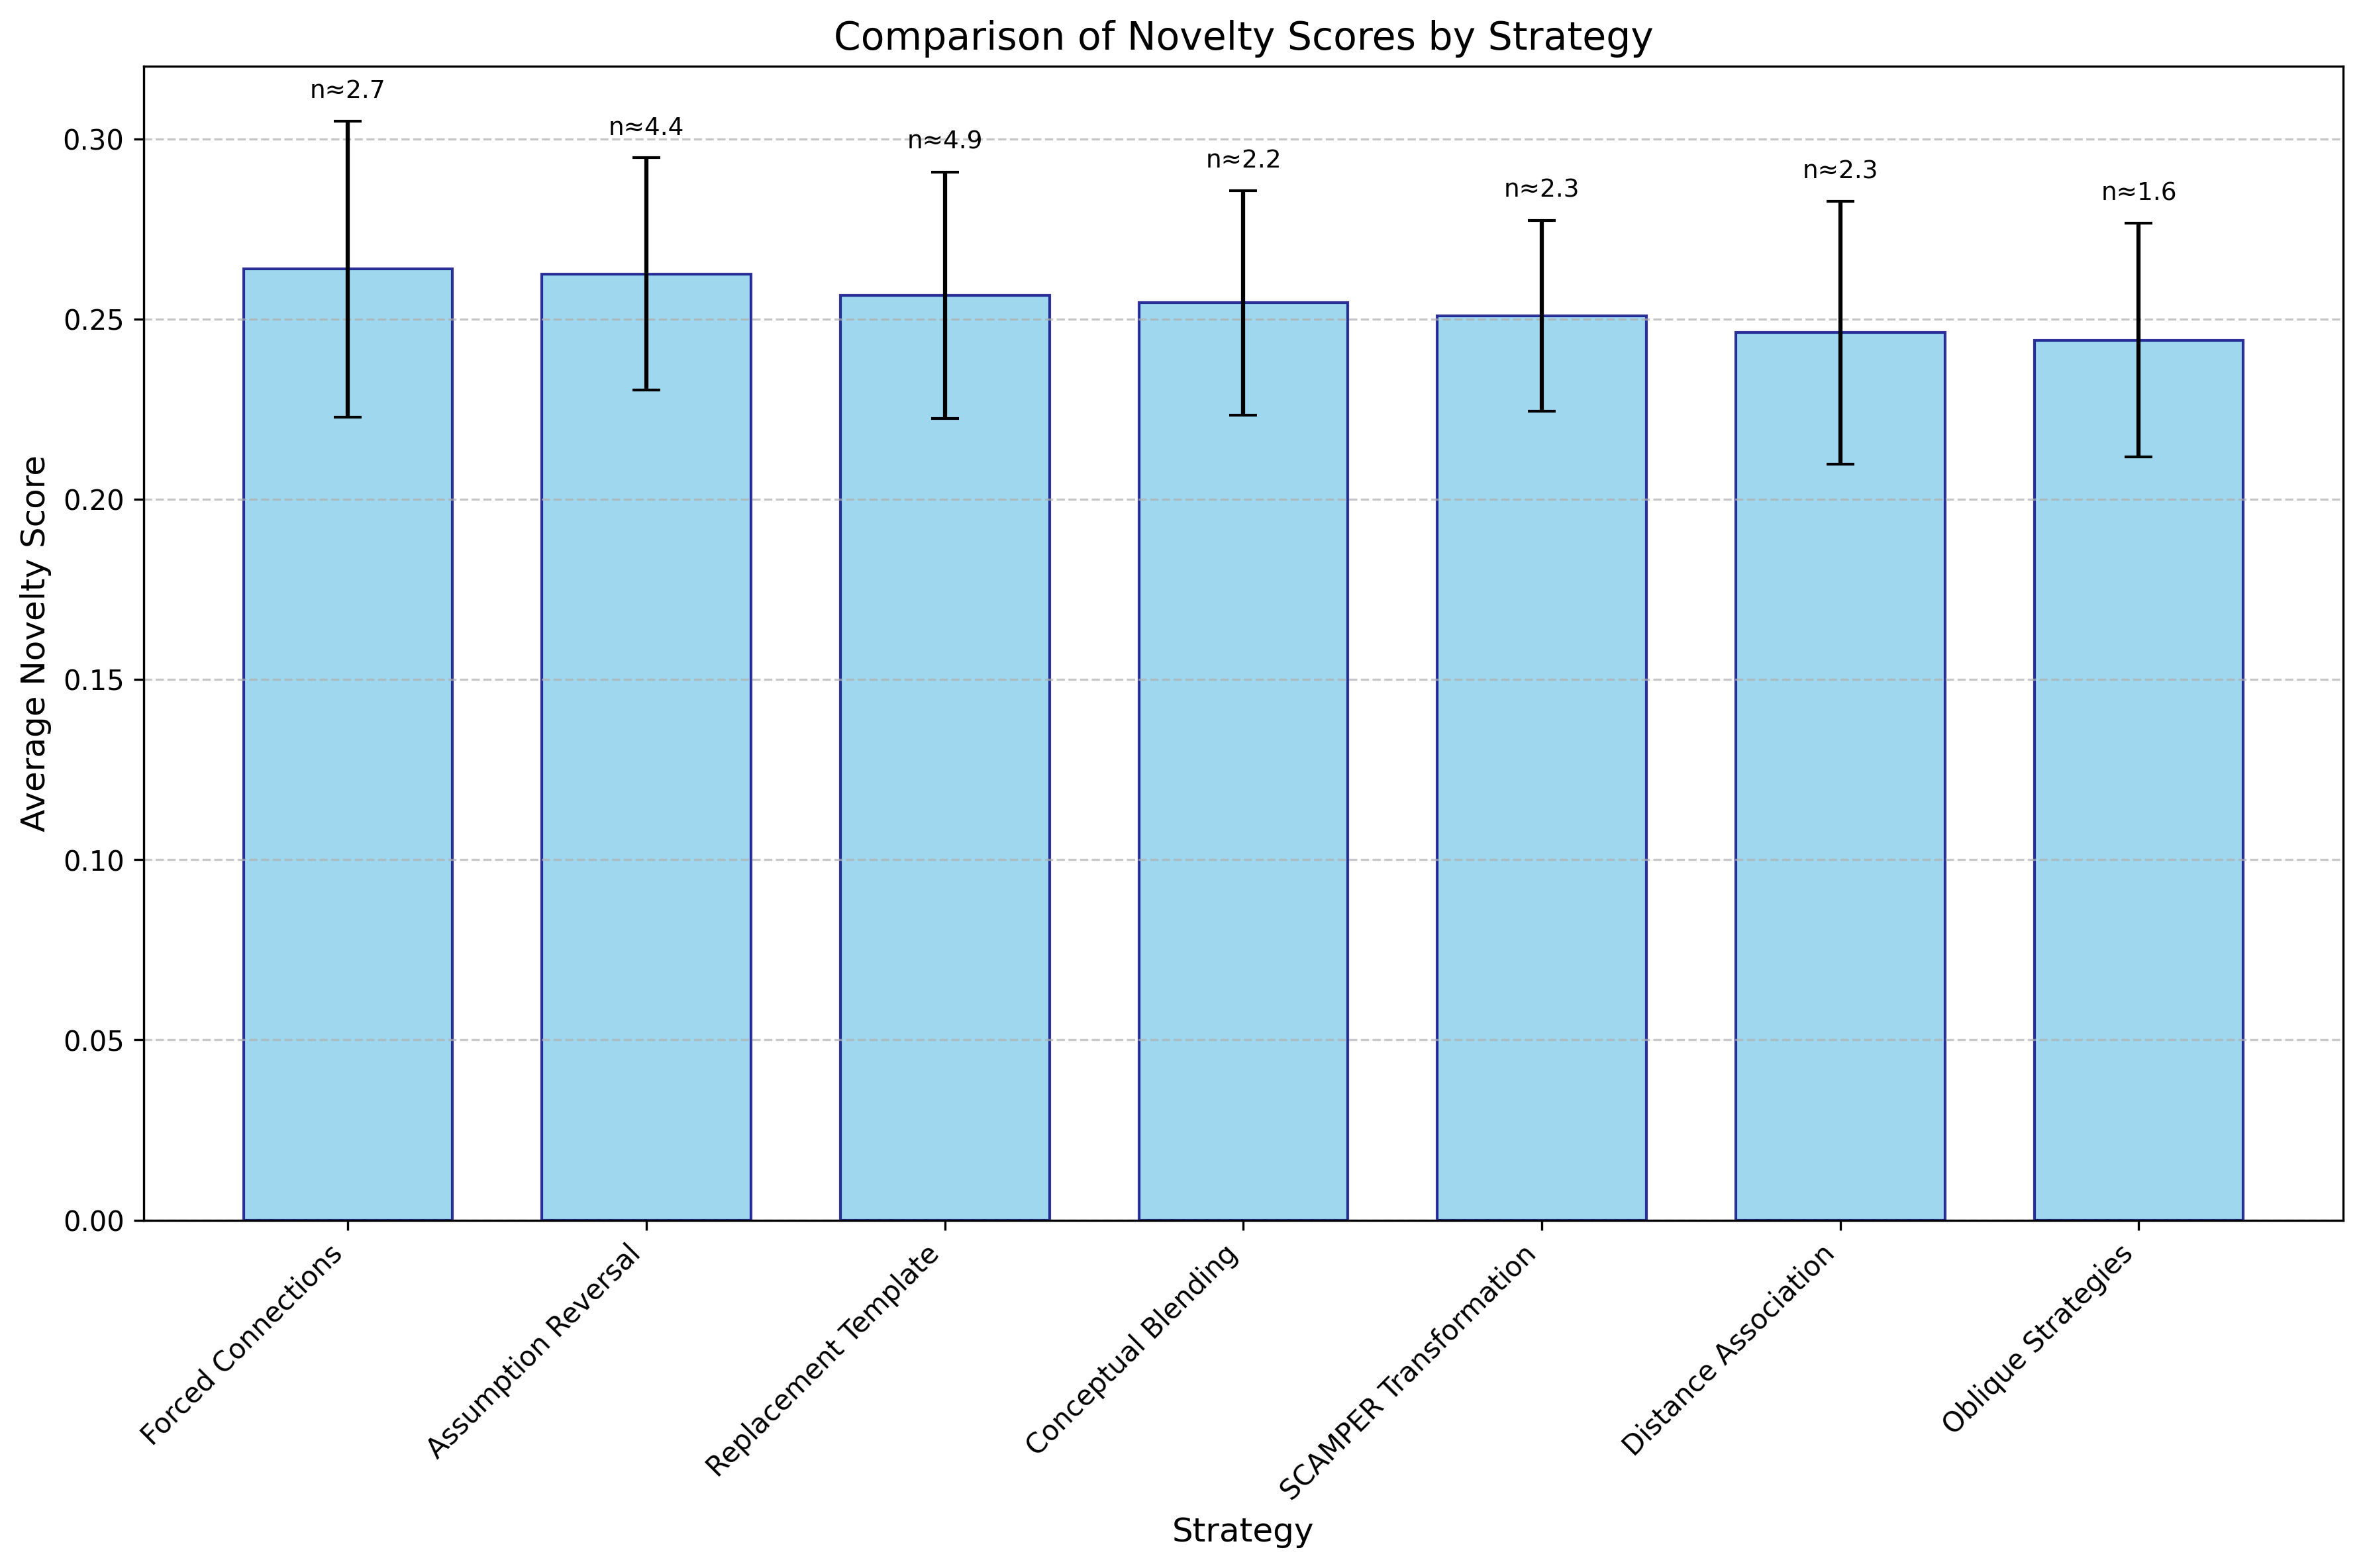 Comparison of Novelty Scores by Strategy
n≈2.7
n≈4.4
n≈4.9
n≈2.2
n≈2.3
n≈2.3
n≈1.6
Average Novelty Score
0.30
0.25
0.20
0.15
0.10
0.05
0.00
Forced Connections
Assumption Reversal
Replacement Template
Conceptual Blending
SCAMPER Transformation
Distance Association
Oblique Strategies
Strategy